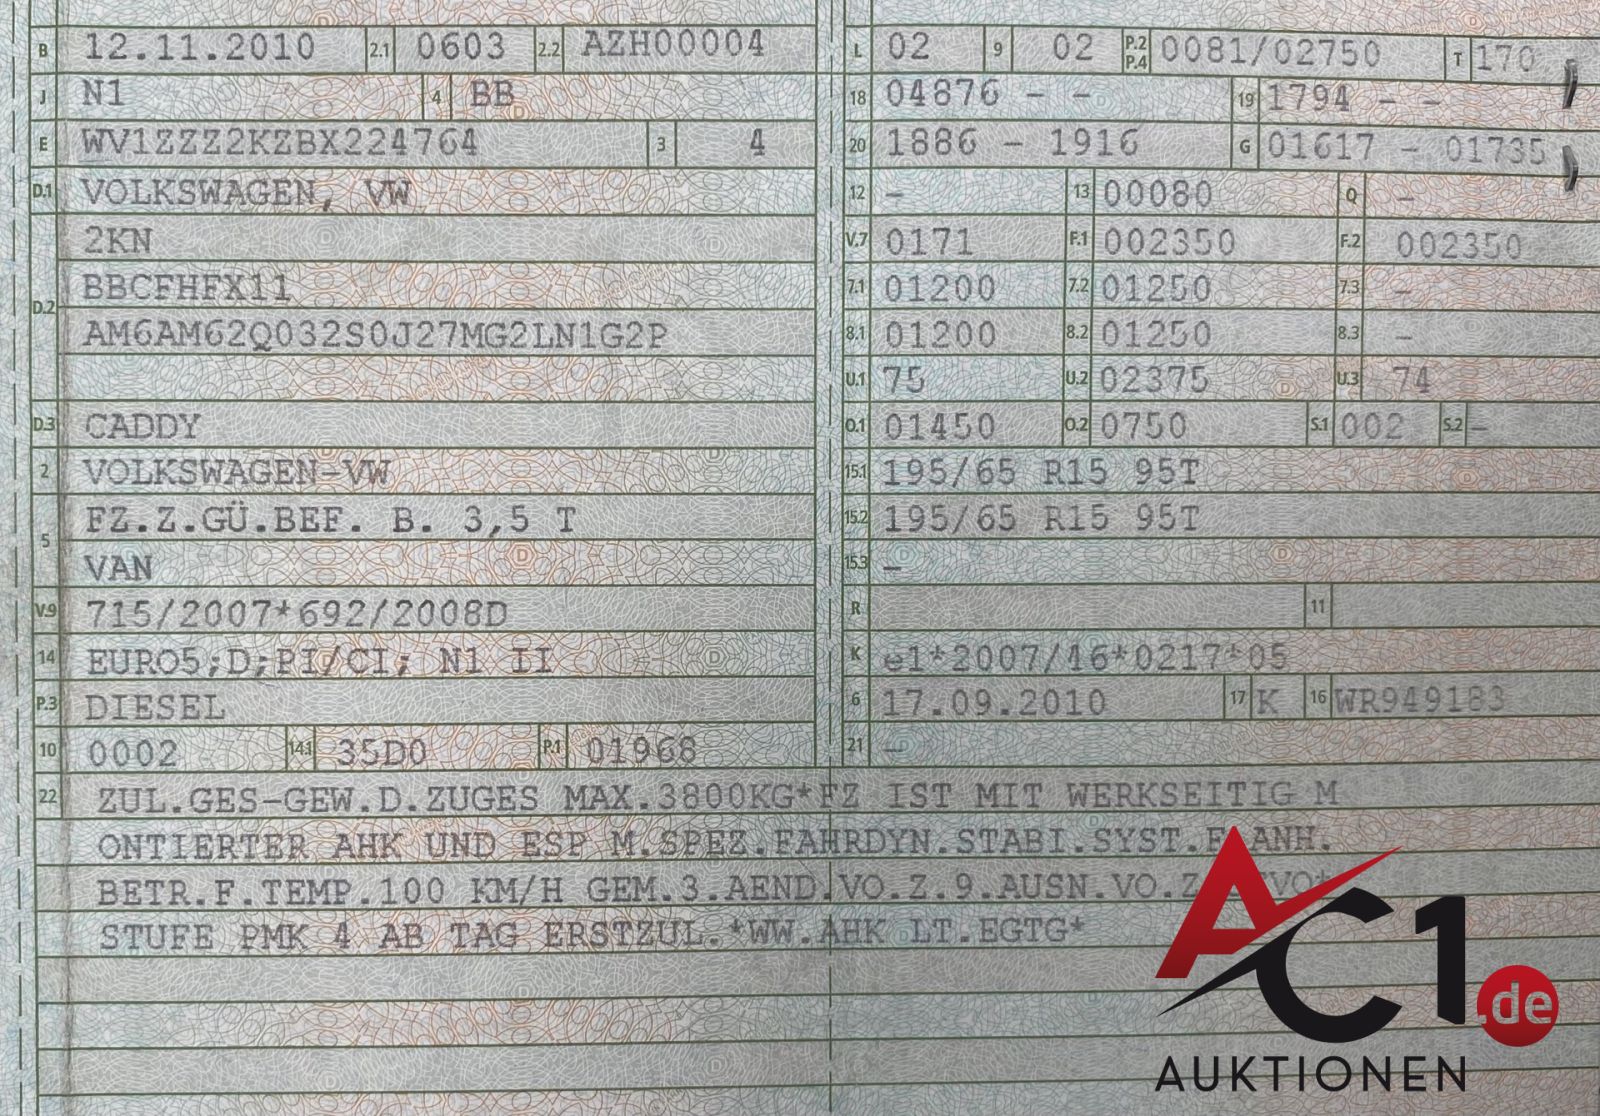 B 12.11.2010 2.1 0603 2.2 AZH00004
J N1 4 BB
E WV1ZZZ2KZBX224764 3 4
D.1 VOLKSWAGEN, VW
2KN
BBCFHFX11
D.2
AM6AM62Q032S0J27MG2LN1G2P
D.3 CADDY
2 VOLKSWAGEN-VW
FZ.Z.GÜ.BEF. B. 3,5 T
5
VAN
V.9 715/2007*692/2008D
14 EURO5;D;PI/CI; N1 II
P.3 DIESEL
10 0002 14.1 35D0 P.1 01968
L 02 9 02 P.2 P.4 0081/02750 T 170
18 04876 - - 19 1794 - -
20 1886 - 1916 G 01617 - 01735
12 - 13 00080 Q -
V.7 0171 F.1 002350 F.2 002350
7.1 01200 7.2 01250 7.3 -
8.1 01200 8.2 01250 8.3 -
U.1 75 U.2 02375 U.3 74
O.1 01450 O.2 0750 S.1 002 S.2 -
15.1 195/65 R15 95T
15.2 195/65 R15 95T
15.3 -
R 11
K e1*2007/46*0217*05
6 17.09.2010 17 K 16 WR949183
21 -
22 ZUL.GES-GEW.D.ZUGES MAX.3800KG*FZ IST MIT WERKSEITIG M
ONTIERTER AHK UND ESP M.SPEZ.FAHRDYN.STABI.SYST.F.ANH.
BETR.F.TEMP.100 KM/H GEM.3.AEND.VO.Z.9.AUSN.VO.Z
STUFE PMK 4 AB TAG ERSTZUL.*WW.AHK LT.EGTG*
AC1.de
AUKTIONEN